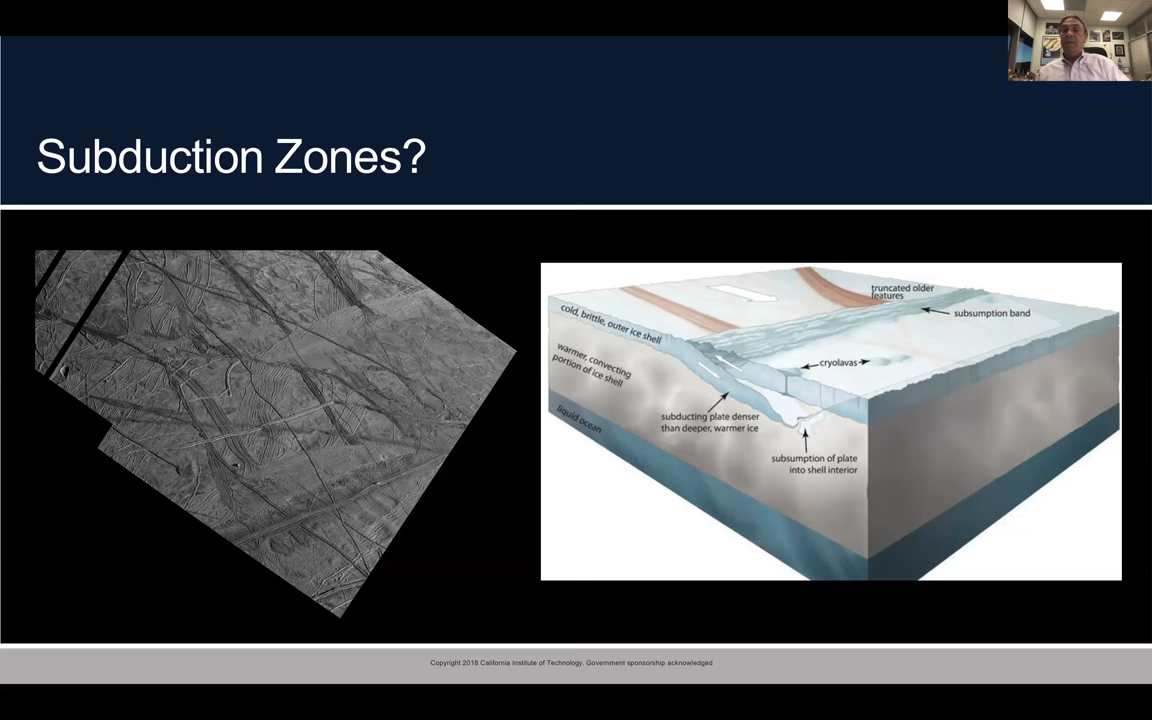 Subduction Zones?
truncated older
features
subsumption band
cold, brittle, outer ice shell
cryolavas
warmer, convecting
portion of ice shell
subducting plate denser
than deeper, warmer ice
liquid ocean
subsumption of plate
into shell interior
Copyright 2018 California Institute of Technology. Government sponsorship acknowledged